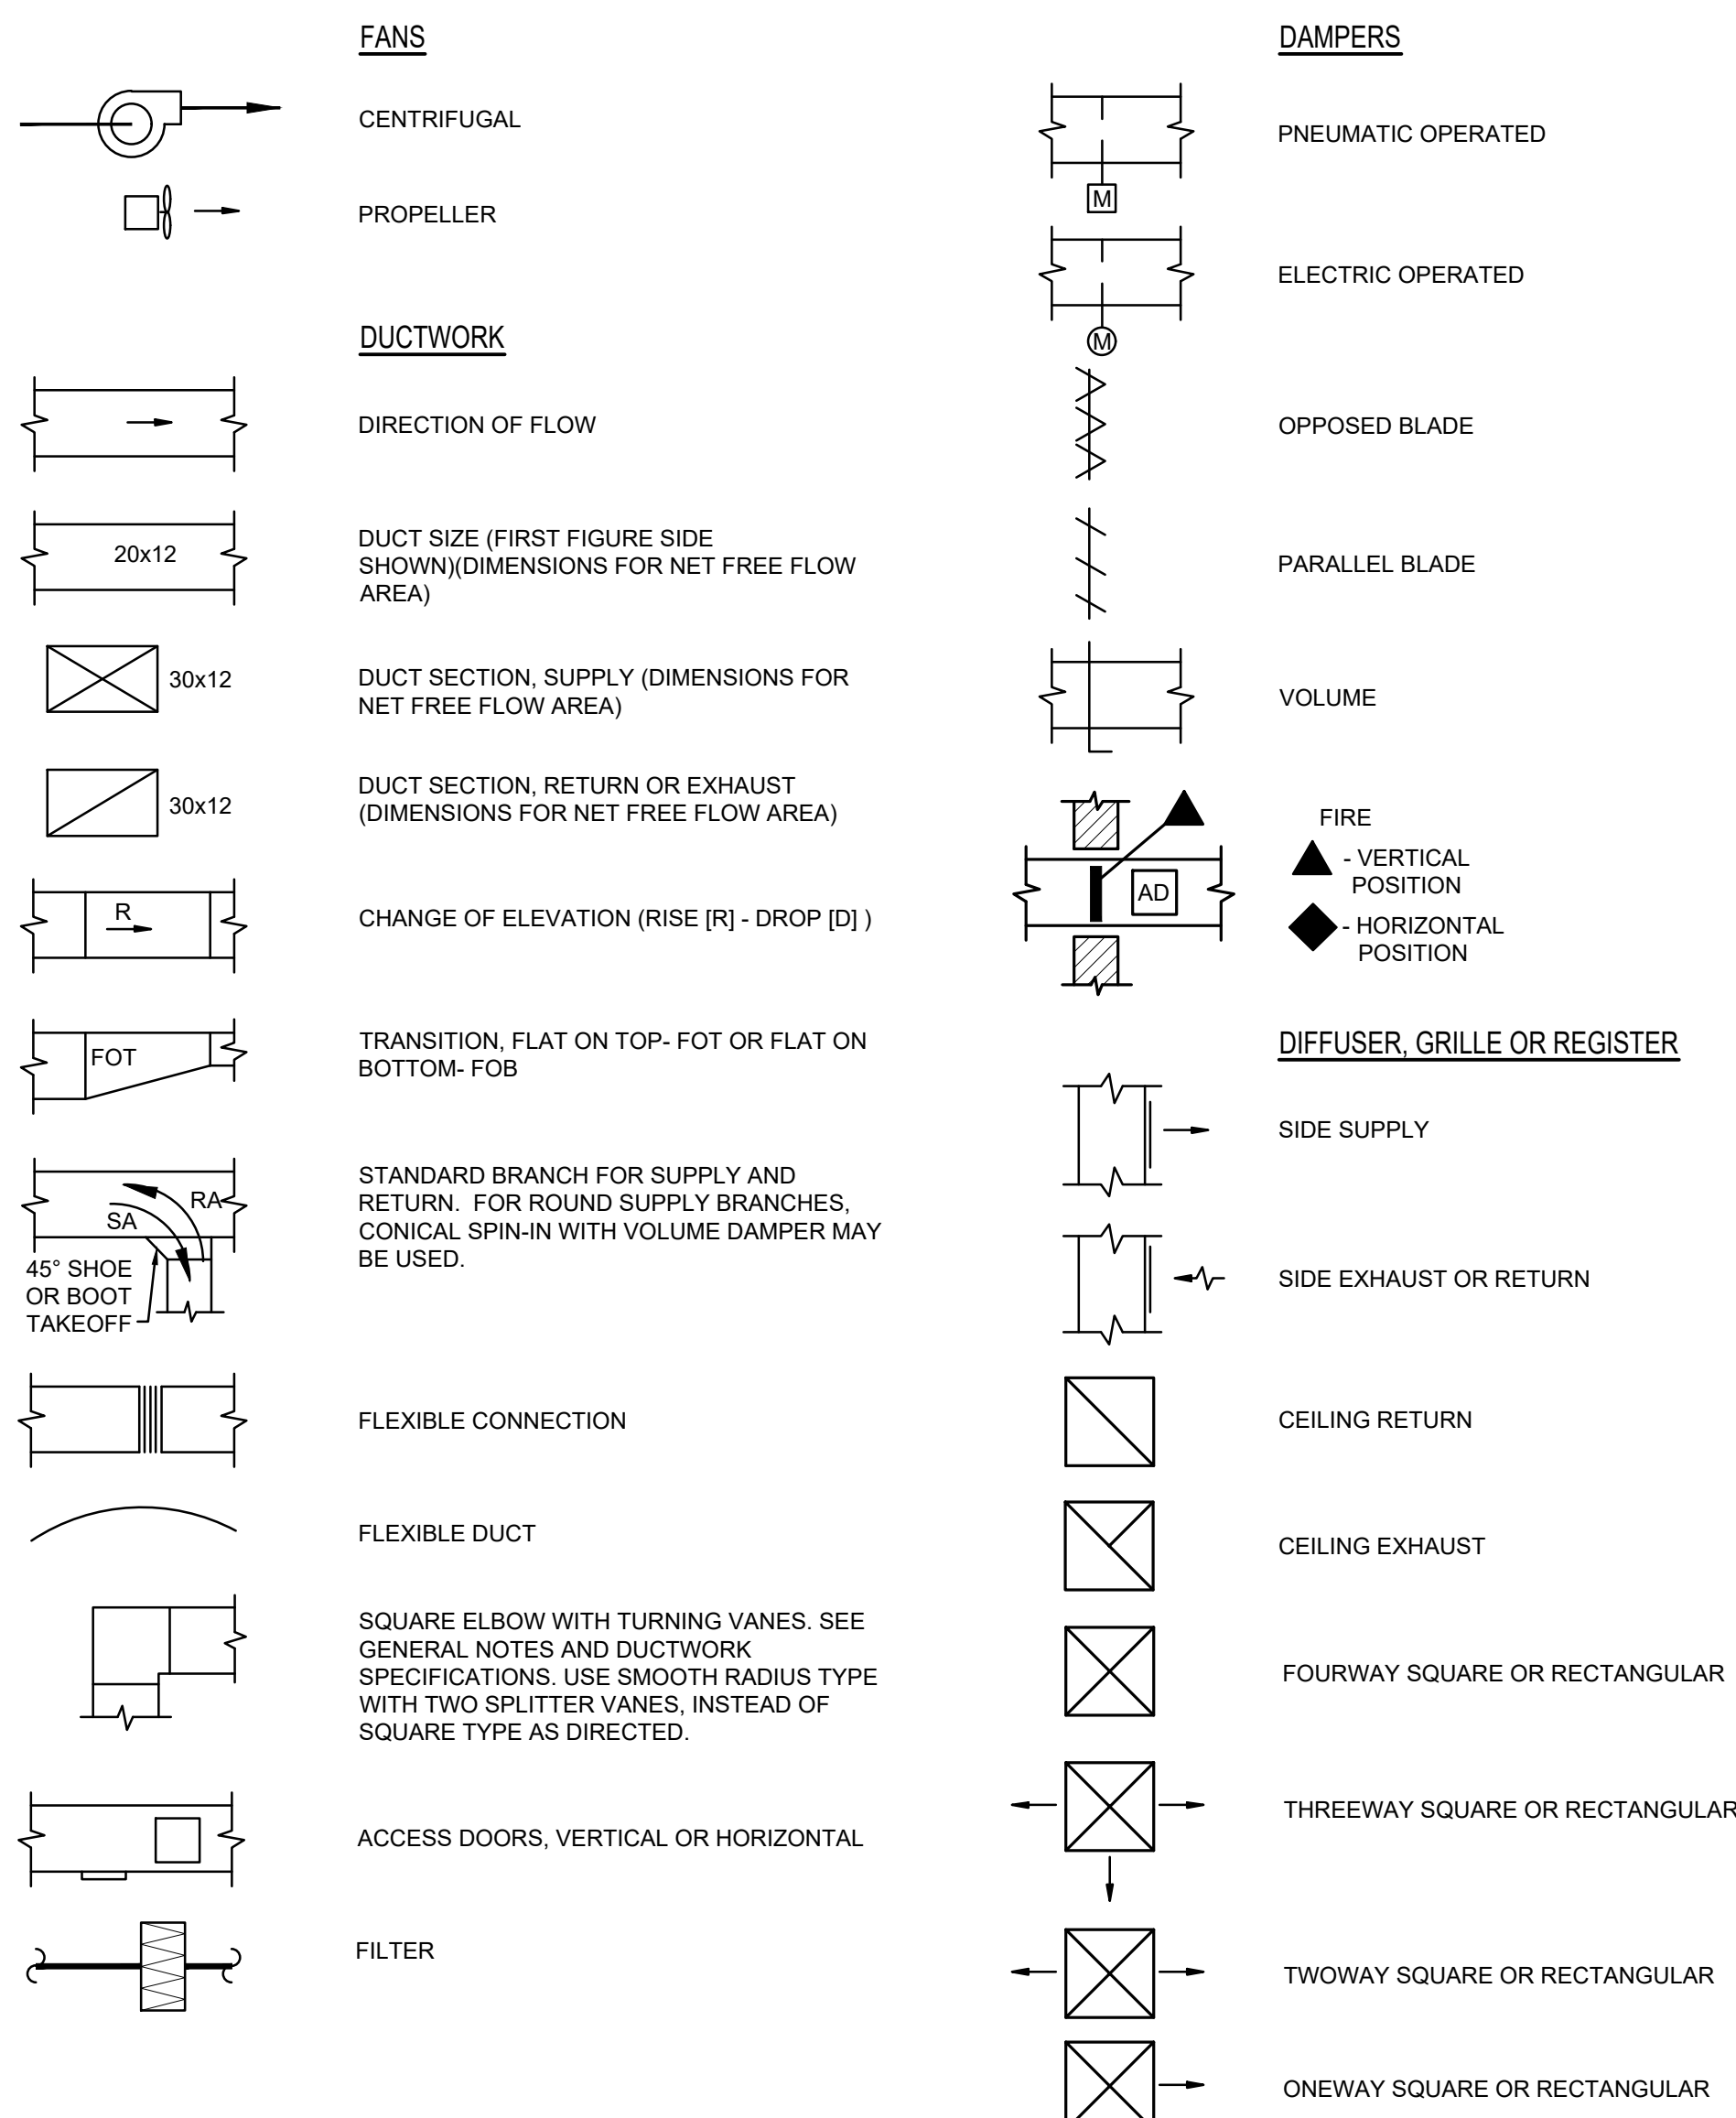 FANS
CENTRIFUGAL
PROPELLER
DUCTWORK
DIRECTION OF FLOW
20x12
DUCT SIZE (FIRST FIGURE SIDE
SHOWN)(DIMENSIONS FOR NET FREE FLOW
AREA)
30x12
DUCT SECTION, SUPPLY (DIMENSIONS FOR
NET FREE FLOW AREA)
30x12
DUCT SECTION, RETURN OR EXHAUST
(DIMENSIONS FOR NET FREE FLOW AREA)
R
CHANGE OF ELEVATION (RISE [R] - DROP [D] )
FOT
TRANSITION, FLAT ON TOP- FOT OR FLAT ON
BOTTOM- FOB
RA
SA
45° SHOE
OR BOOT
TAKEOFF
STANDARD BRANCH FOR SUPPLY AND
RETURN.  FOR ROUND SUPPLY BRANCHES,
CONICAL SPIN-IN WITH VOLUME DAMPER MAY
BE USED.
FLEXIBLE CONNECTION
FLEXIBLE DUCT
SQUARE ELBOW WITH TURNING VANES. SEE
GENERAL NOTES AND DUCTWORK
SPECIFICATIONS. USE SMOOTH RADIUS TYPE
WITH TWO SPLITTER VANES, INSTEAD OF
SQUARE TYPE AS DIRECTED.
ACCESS DOORS, VERTICAL OR HORIZONTAL
FILTER
DAMPERS
PNEUMATIC OPERATED
M
ELECTRIC OPERATED
M
OPPOSED BLADE
PARALLEL BLADE
VOLUME
AD
FIRE
- VERTICAL
POSITION
- HORIZONTAL
POSITION
DIFFUSER, GRILLE OR REGISTER
SIDE SUPPLY
SIDE EXHAUST OR RETURN
CEILING RETURN
CEILING EXHAUST
FOURWAY SQUARE OR RECTANGULAR
THREEWAY SQUARE OR RECTANGULAR
TWOWAY SQUARE OR RECTANGULAR
ONEWAY SQUARE OR RECTANGULAR